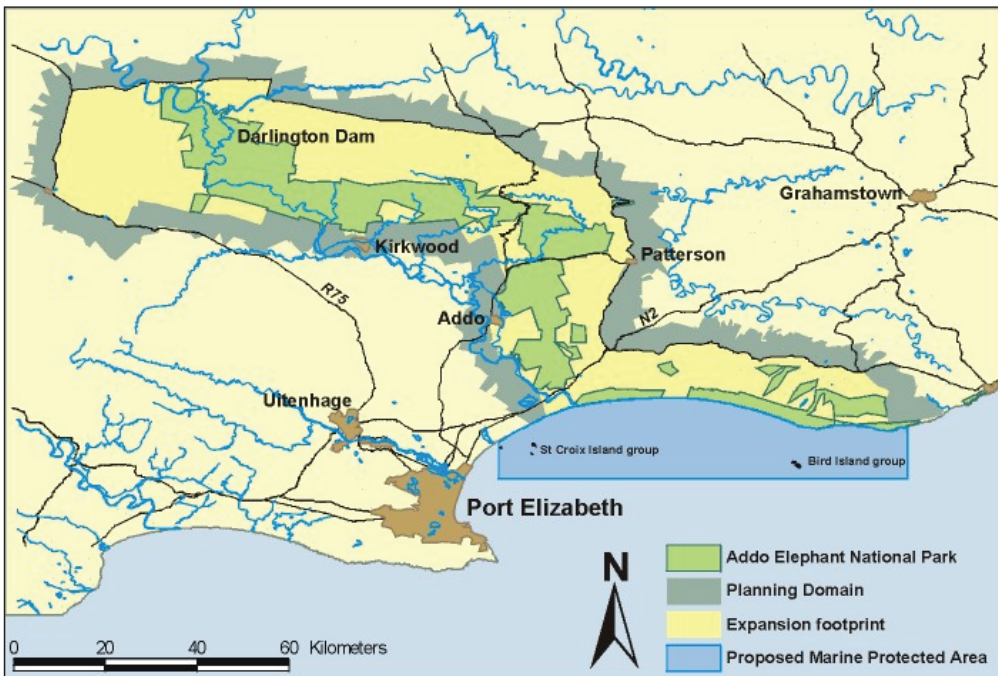 Darlington Dam
Grahamstown
Kirkwood
Patterson
R75
Addo
N2
Uitenhage
St Croix Island group
Bird Island group
Port Elizabeth
N
Addo Elephant National Park
Planning Domain
Expansion footprint
Proposed Marine Protected Area
0 20 40 60 Kilometers